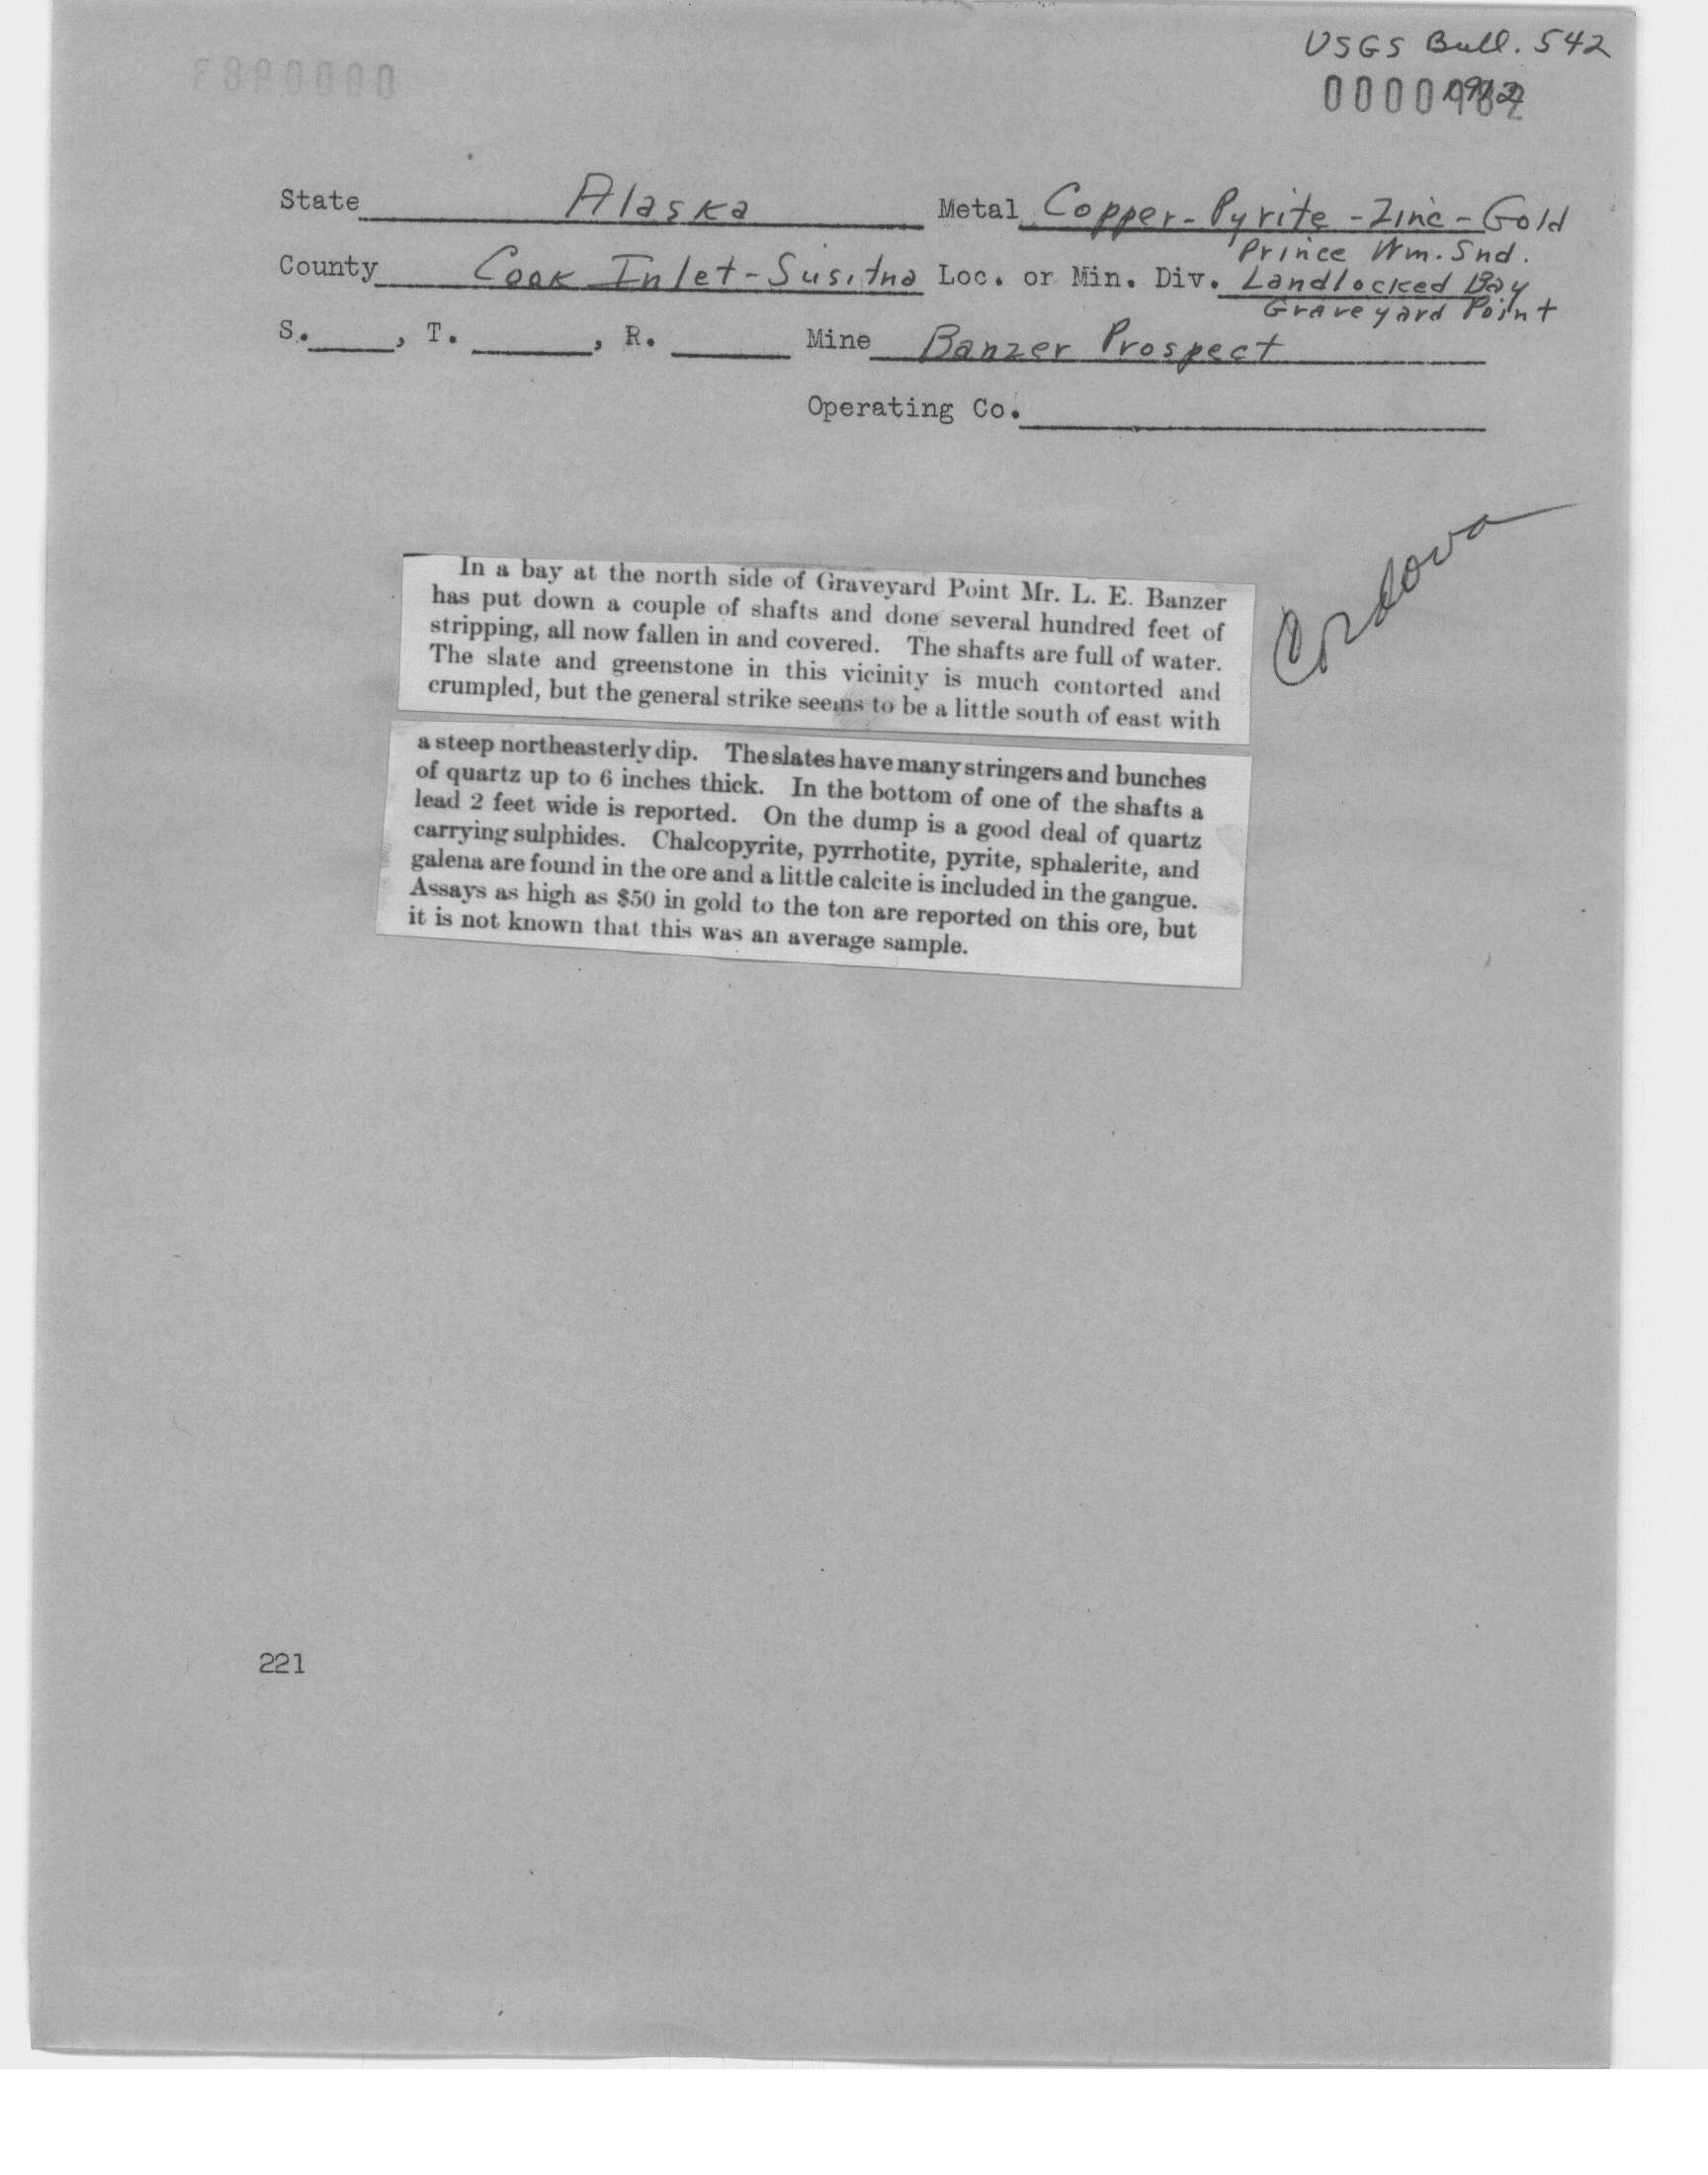 USGS Bull. 542
0000
State Alaska Metal Copper-Pyrite-Zinc-Gold
Prince Wm. Snd.
County Cook Inlet-Susitna Loc. or Min. Div. Landlocked Bay
Graveyard Point
S. , T. , R. Mine Banzer Prospect
Operating Co.
Cordova
In a bay at the north side of Graveyard Point Mr. L. E. Banzer
has put down a couple of shafts and done several hundred feet of
stripping, all now fallen in and covered. The shafts are full of water.
The slate and greenstone in this vicinity is much contorted and
crumpled, but the general strike seems to be a little south of east with
a steep northeasterly dip. The slates have many stringers and bunches
of quartz up to 6 inches thick. In the bottom of one of the shafts a
lead 2 feet wide is reported. On the dump is a good deal of quartz
carrying sulphides. Chalcopyrite, pyrrhotite, pyrite, sphalerite, and
galena are found in the ore and a little calcite is included in the gangue.
Assays as high as $50 in gold to the ton are reported on this ore, but
it is not known that this was an average sample.
221